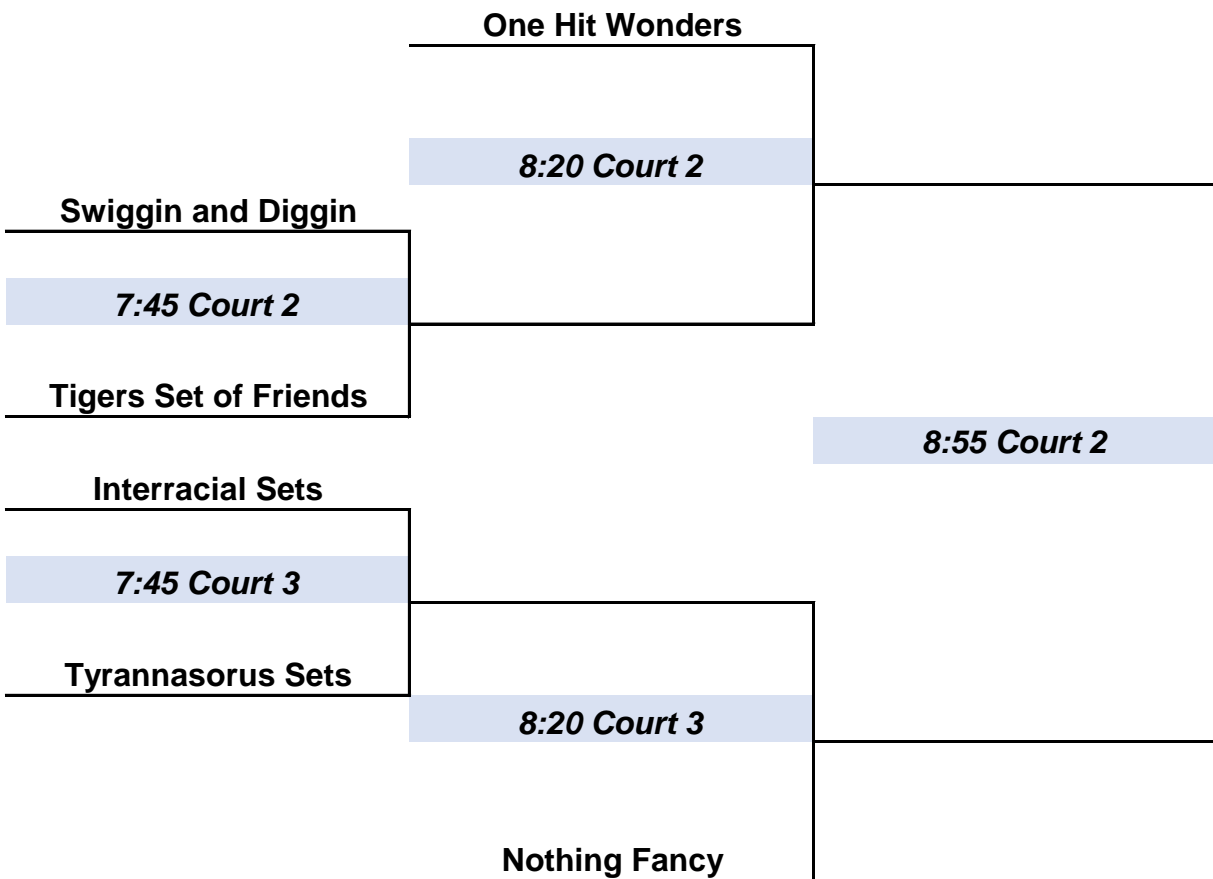 One Hit Wonders
8:20 Court 2
Swiggin and Diggin
7:45 Court 2
Tigers Set of Friends
8:55 Court 2
Interracial Sets
7:45 Court 3
Tyrannasorus Sets
8:20 Court 3
Nothing Fancy